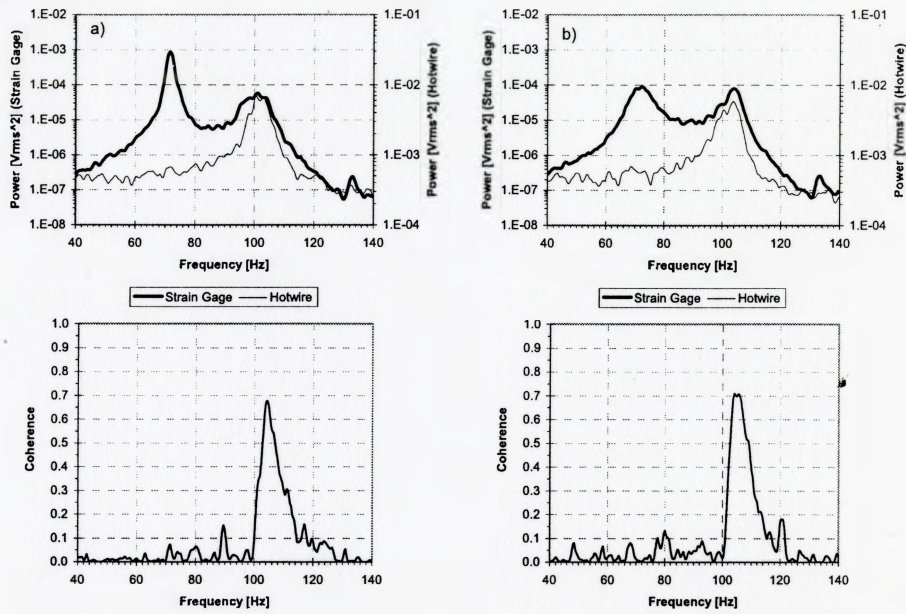 a)
Power [Vrms^2] (Strain Gage)
1.E-02
1.E-03
1.E-04
1.E-05
1.E-06
1.E-07
1.E-08
1.E-01
1.E-02
1.E-03
1.E-04
Power [Vrms^2] (Hotwire)
40 60 80 100 120 140
Frequency [Hz]
Strain Gage Hotwire
b)
Power [Vrms^2] (Strain Gage)
1.E-02
1.E-03
1.E-04
1.E-05
1.E-06
1.E-07
1.E-08
1.E-01
1.E-02
1.E-03
1.E-04
Power [Vrms^2] (Hotwire)
40 60 80 100 120 140
Frequency [Hz]
Strain Gage Hotwire
Coherence
1.0
0.9
0.8
0.7
0.6
0.5
0.4
0.3
0.2
0.1
0.0
40 60 80 100 120 140
Frequency [Hz]
Coherence
1.0
0.9
0.8
0.7
0.6
0.5
0.4
0.3
0.2
0.1
0.0
40 60 80 100 120 140
Frequency [Hz]